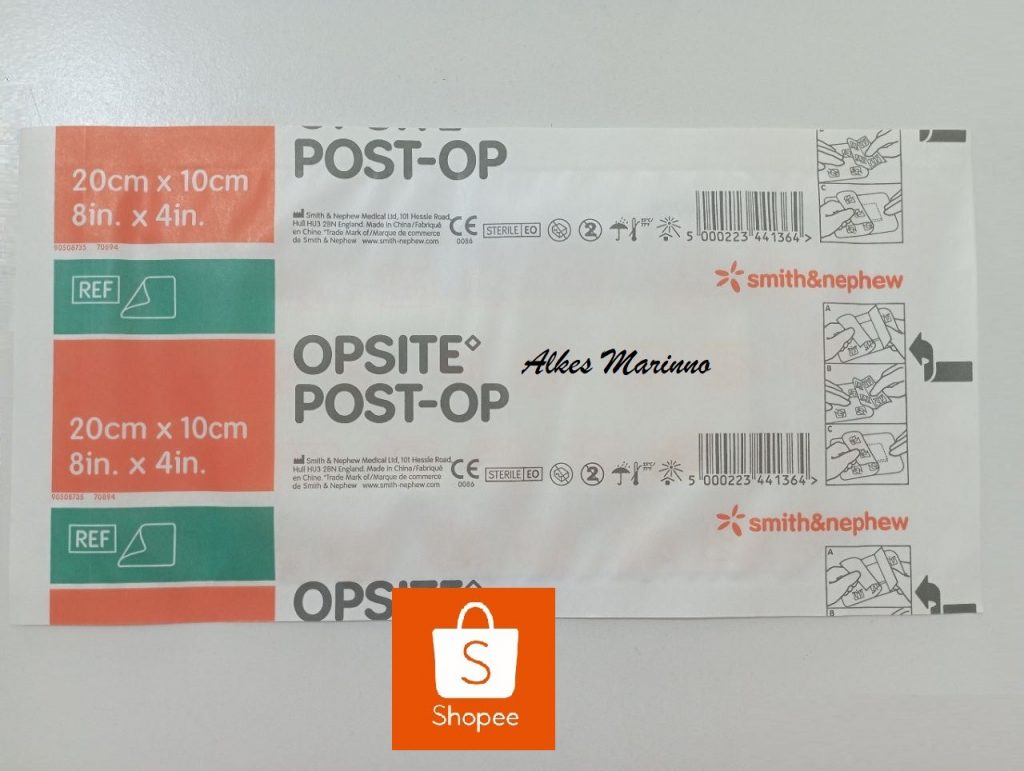 OPSITE
POST-OP
20cm x 10cm
8in. x 4in.
Smith & Nephew Medical Ltd, 101 Hessle Road,
Hull HU3 2BN England. Made in China/Fabriqué
en Chine. *Trade Mark of/Marque de commerce
de Smith & Nephew www.smith-nephew.com
CE
0086
STERILE EO
2
5 000223 441364 >
C
90508735 70894
smith&nephew
REF
OPSITE◇
POST-OP
Alkes Marinno
A
B
C
20cm x 10cm
8in. x 4in.
Smith & Nephew Medical Ltd, 101 Hessle Road,
Hull HU3 2BN England. Made in China/Fabriqué
en Chine. *Trade Mark of/Marque de commerce
de Smith & Nephew www.smith-nephew.com
CE
0086
STERILE EO
2
5 000223 441364 >
90508735 70894
smith&nephew
REF
A
B
OPS
S
Shopee